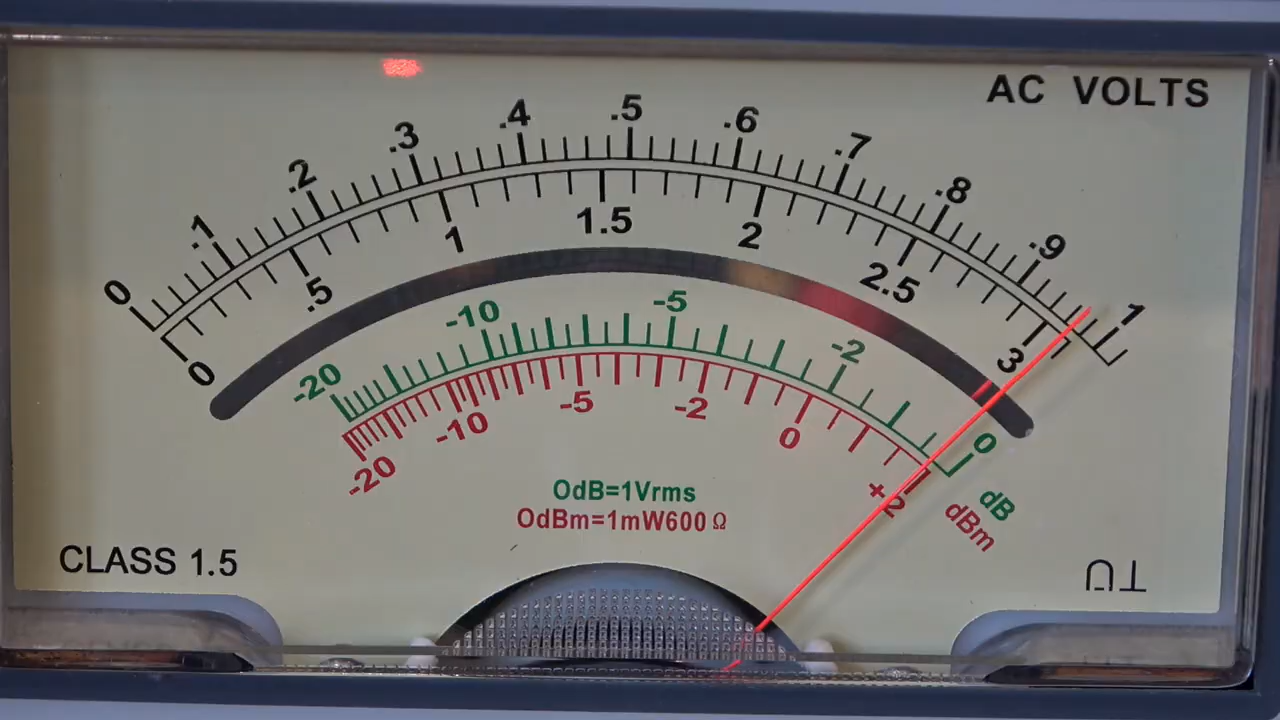 AC VOLTS
0 .1 .2 .3 .4 .5 .6 .7 .8 .9 1
0 .5 1 1.5 2 2.5 3
-20 -10 -5 -2 0 dB
-20 -10 -5 -2 0 +2 dBm
0dB=1Vrms
0dBm=1mW600Ω
CLASS 1.5